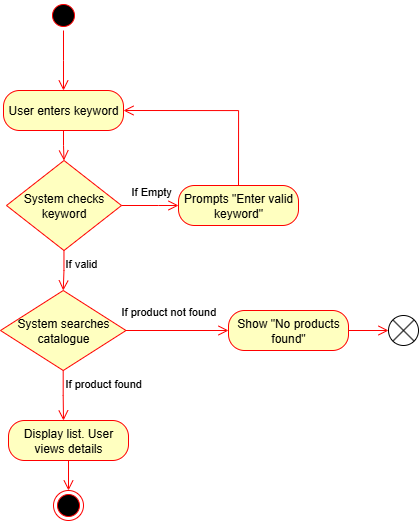 User enters keyword
System checks
keyword
If Empty
Prompts "Enter valid
keyword"
If valid
System searches
catalogue
If product not found
Show "No products
found"
If product found
Display list. User
views details